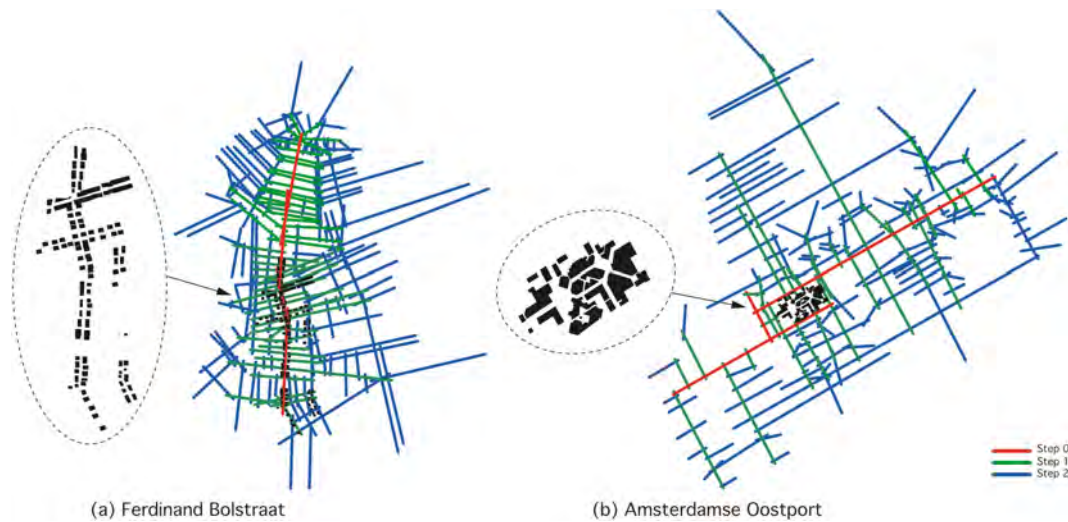 Step 0
Step 1
Step 2
(a) Ferdinand Bolstraat
(b) Amsterdamse Oostport